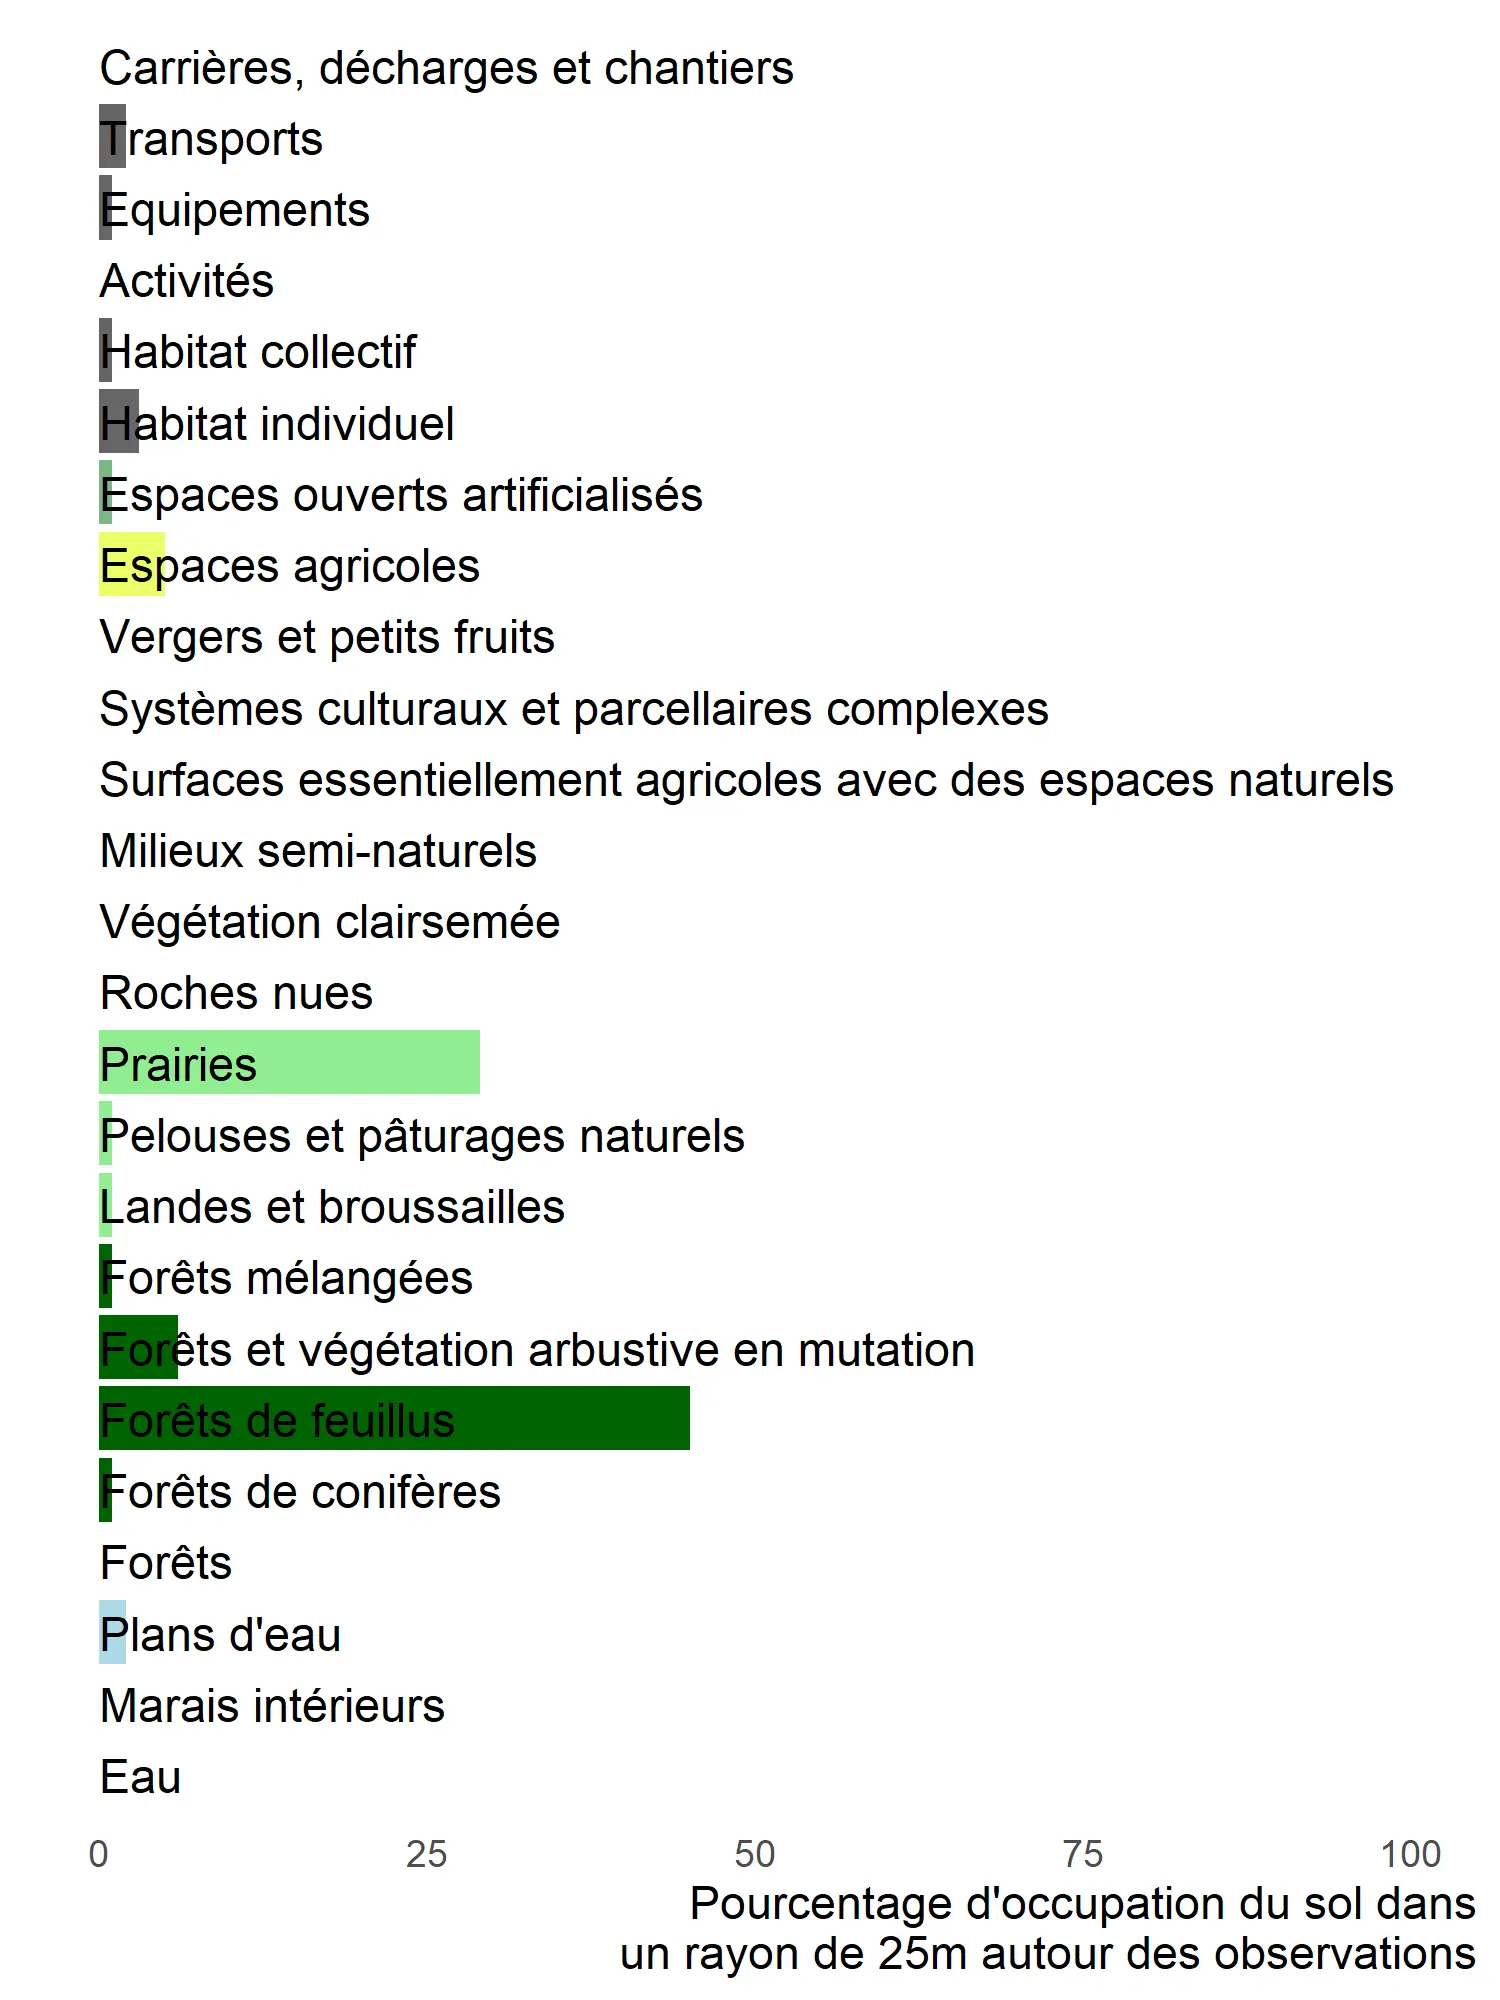 Carrières, décharges et chantiers
Transports
Equipements
Activités
Habitat collectif
Habitat individuel
Espaces ouverts artificialisés
Espaces agricoles
Vergers et petits fruits
Systèmes culturaux et parcellaires complexes
Surfaces essentiellement agricoles avec des espaces naturels
Milieux semi-naturels
Végétation clairsemée
Roches nues
Prairies
Pelouses et pâturages naturels
Landes et broussailles
Forêts mélangées
Forêts et végétation arbustive en mutation
Forêts de feuillus
Forêts de conifères
Forêts
Plans d'eau
Marais intérieurs
Eau
0 25 50 75 100
Pourcentage d'occupation du sol dans
un rayon de 25m autour des observations